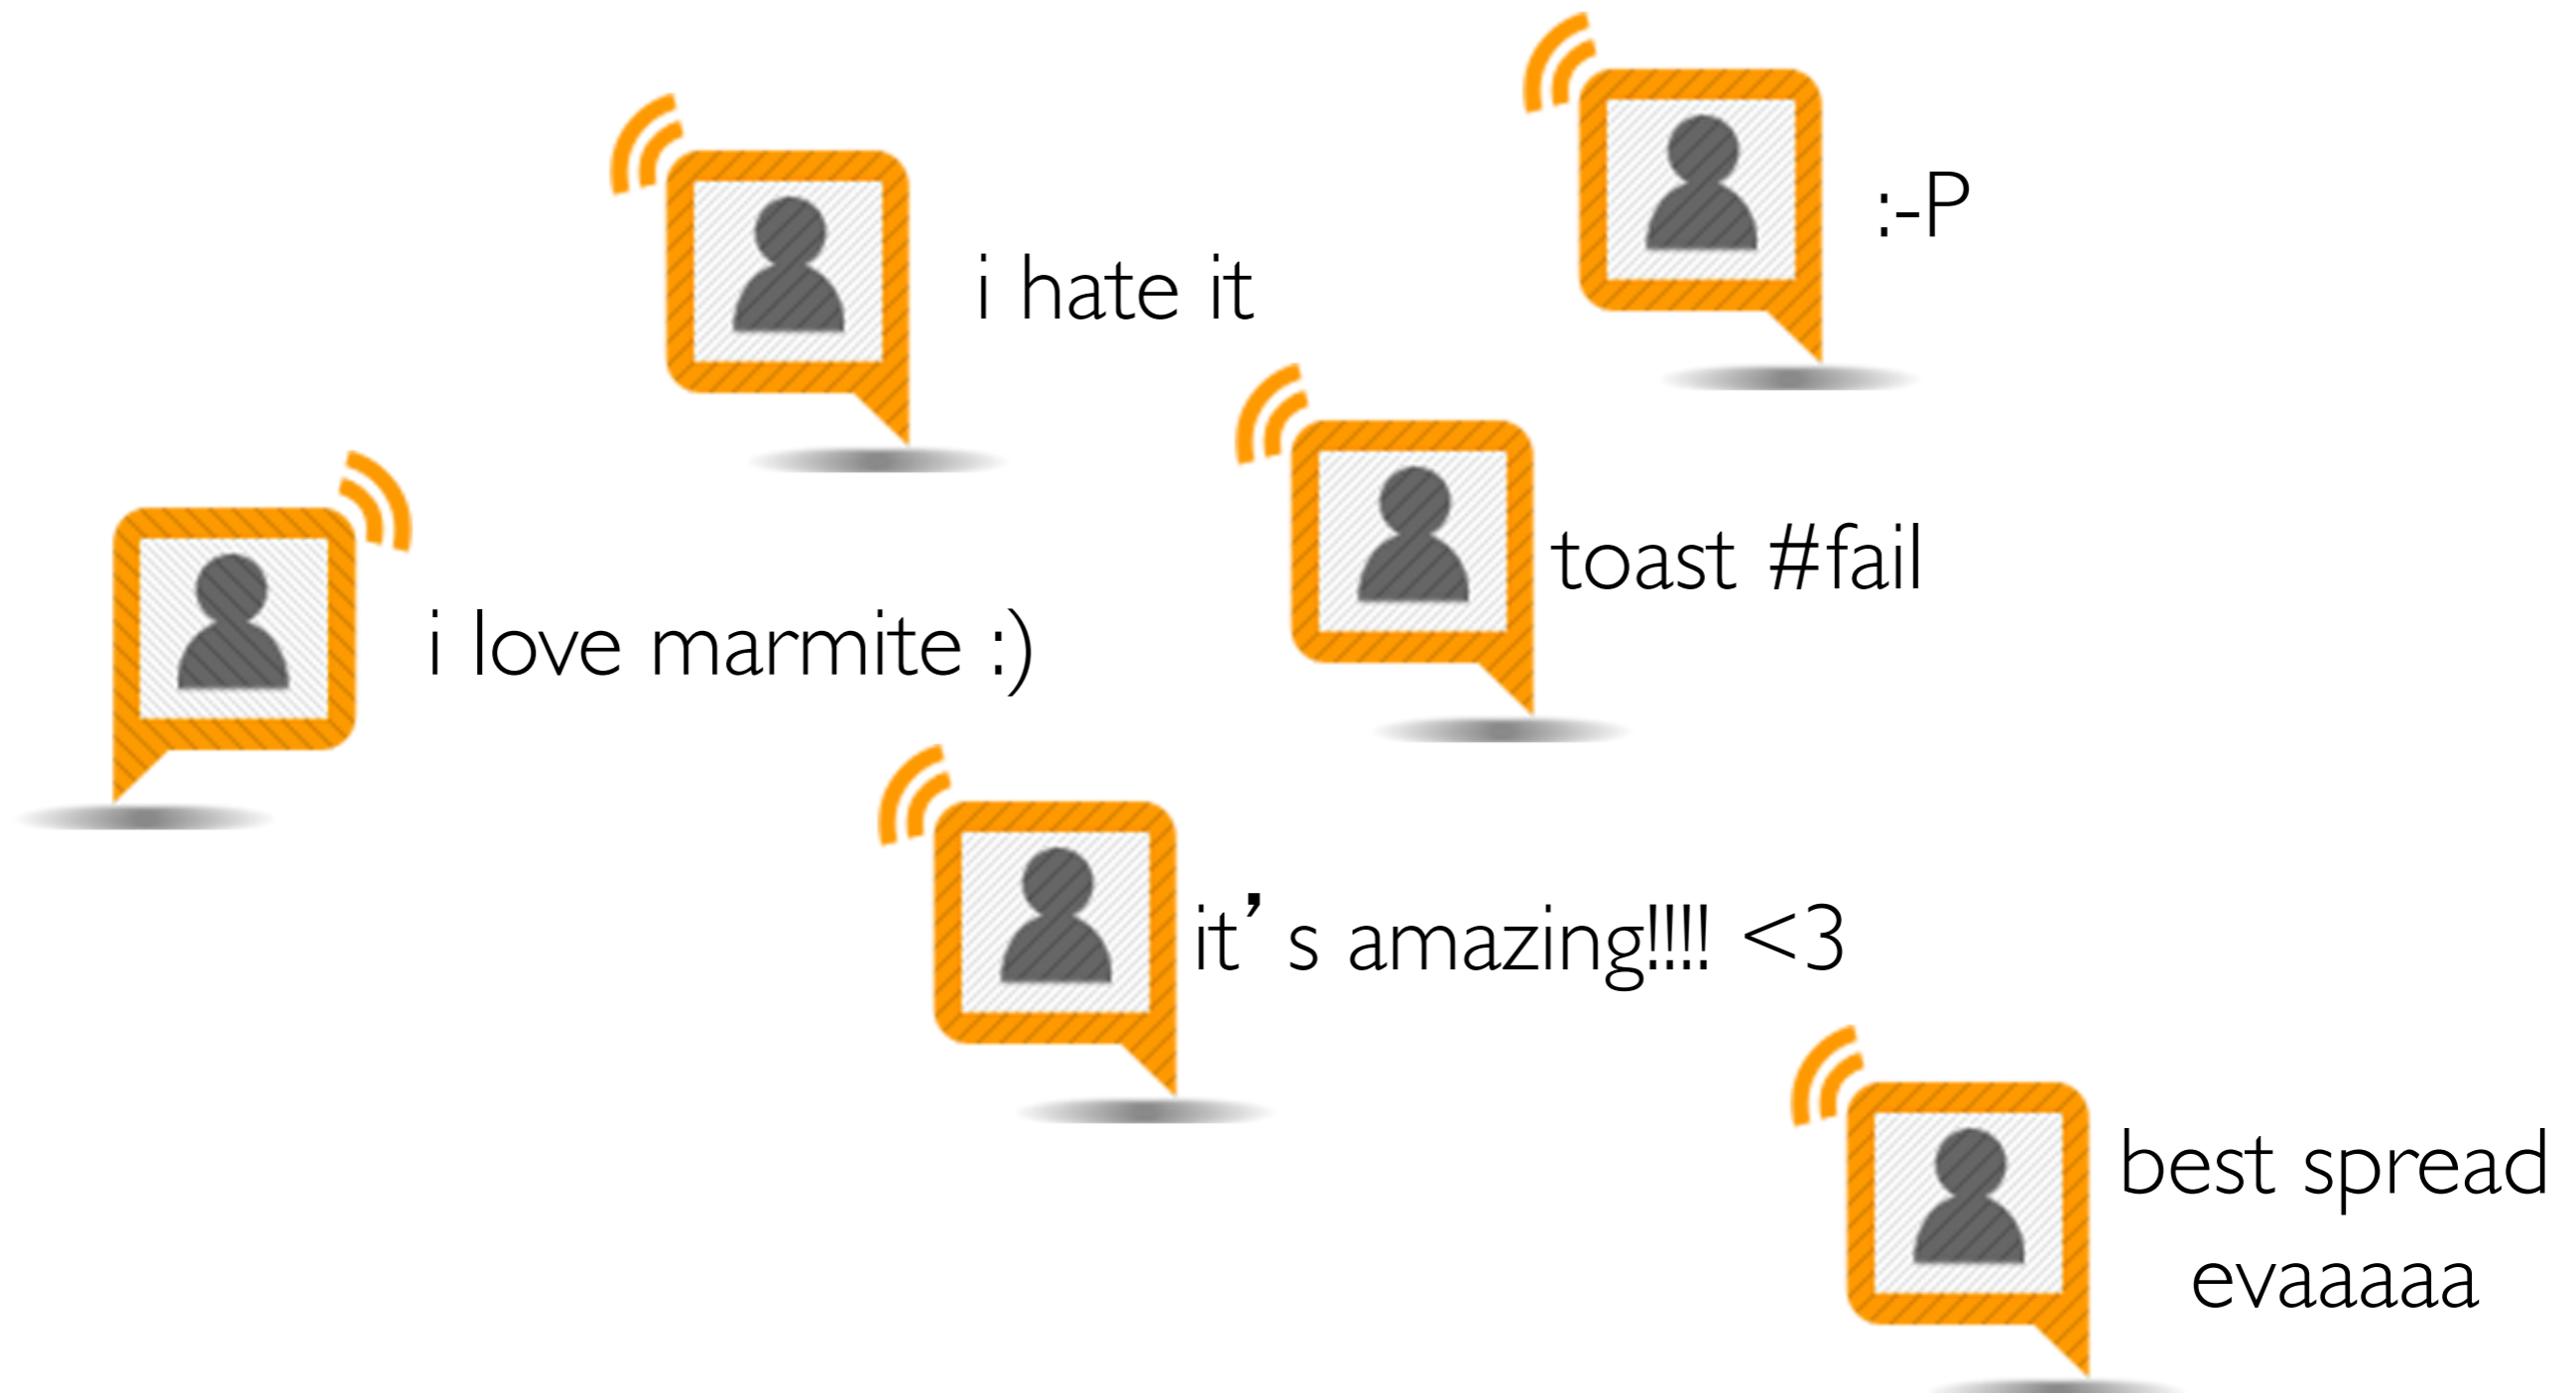 :-P
i hate it
toast #fail
i love marmite :)
it’s amazing!!!! <3
best spread
evaaaaa